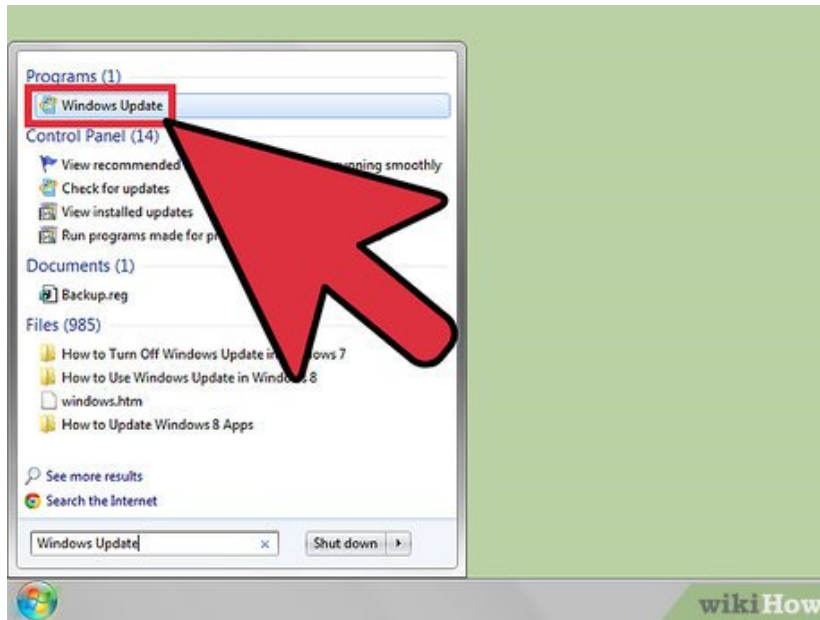 Programs (1)
Windows Update
Control Panel (14)
View recommended running smoothly
Check for updates
View installed updates
Run programs made for
Documents (1)
Backup.reg
Files (985)
How to Turn Off Windows Update in 7
How to Use Windows Update in Windows 8
windows.htm
How to Update Windows 8 Apps
See more results
Search the Internet
Windows Update
Shut down
wikiHow